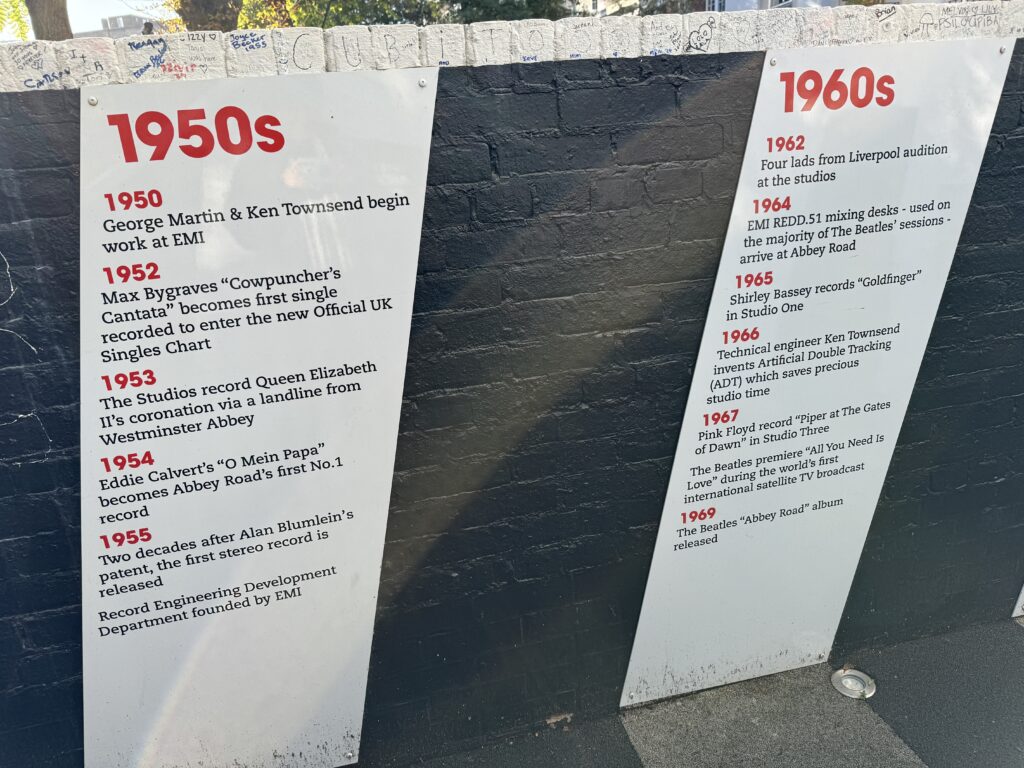 IZZY
CUBITO
Brian
PSILOCIPIBA
1950s
1950
George Martin & Ken Townsend begin
work at EMI
1952
Max Bygraves “Cowpuncher’s
Cantata” becomes first single
recorded to enter the new Official UK
Singles Chart
1953
The Studios record Queen Elizabeth
II’s coronation via a landline from
Westminster Abbey
1954
Eddie Calvert’s “O Mein Papa”
becomes Abbey Road’s first No.1
record
1955
Two decades after Alan Blumlein’s
patent, the first stereo record is
released
Record Engineering Development
Department founded by EMI
1960s
1962
Four lads from Liverpool audition
at the studios
1964
EMI REDD.51 mixing desks - used on
the majority of The Beatles’ sessions -
arrive at Abbey Road
1965
Shirley Bassey records “Goldfinger”
in Studio One
1966
Technical engineer Ken Townsend
invents Artificial Double Tracking
(ADT) which saves precious
studio time
1967
Pink Floyd record “Piper at The Gates
of Dawn” in Studio Three
The Beatles premiere “All You Need Is
Love” during the world’s first
international satellite TV broadcast
1969
The Beatles “Abbey Road” album
released